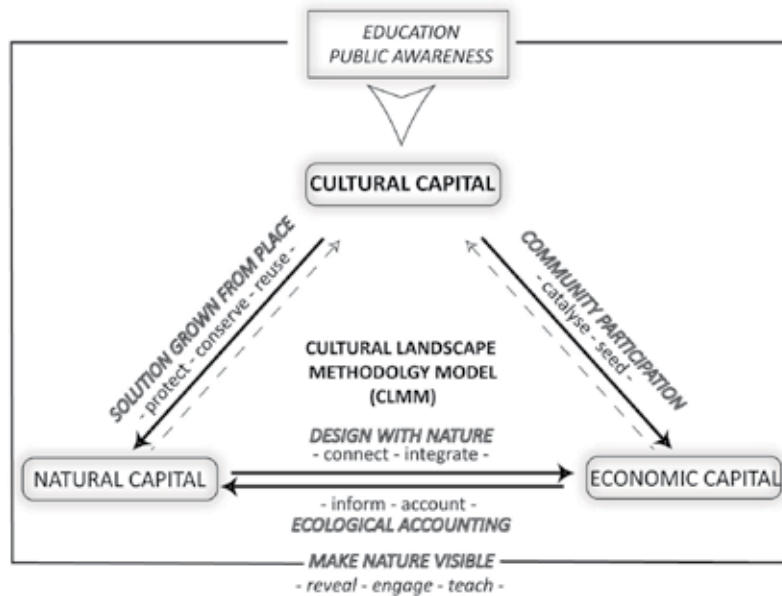 EDUCATION
PUBLIC AWARENESS
CULTURAL CAPITAL
SOLUTION GROWN FROM PLACE
- protect - conserve - reuse -
COMMUNITY PARTICIPATION
- catalyse - seed -
CULTURAL LANDSCAPE
METHODOLGY MODEL
(CLMM)
DESIGN WITH NATURE
- connect - integrate -
NATURAL CAPITAL
ECONOMIC CAPITAL
- inform - account -
ECOLOGICAL ACCOUNTING
MAKE NATURE VISIBLE
- reveal - engage - teach -